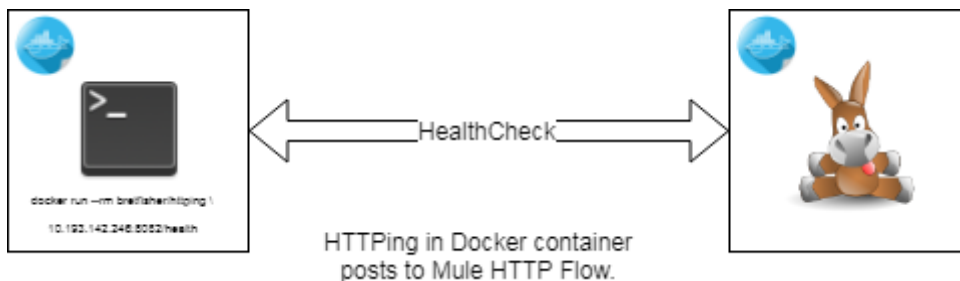 >_
HealthCheck
docker run --rm bretfisher/httping \
10.193.142.246:8082/health
HTTPing in Docker container
posts to Mule HTTP Flow.